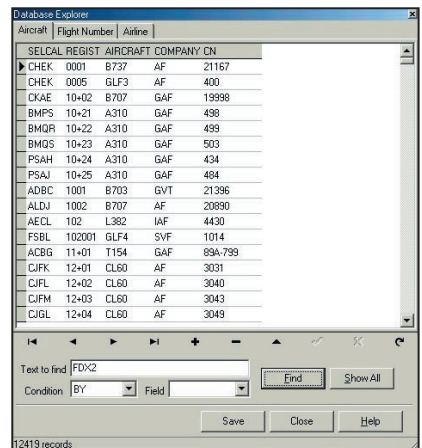 Database Explorer
Aircraft Flight Number Airline
SELCAL REGIST AIRCRAFT COMPANY CN
CHEK 0001 B737 AF 21167
CHEK 0005 GLF3 AF 400
CKAE 10+02 B707 GAF 19998
BMPS 10+21 A310 GAF 498
BMQR 10+22 A310 GAF 499
BMQS 10+23 A310 GAF 503
PSAH 10+24 A310 GAF 434
PSAJ 10+25 A310 GAF 484
ADBC 1001 B703 GVT 21396
ALDJ 1002 B707 AF 20890
AECL 102 L382 IAF 4430
FSBL 102001 GLF4 SVF 1014
ACBG 11+01 T154 GAF 89A-799
CJFK 12+01 CL60 AF 3031
CJFL 12+02 CL60 AF 3040
CJFM 12+03 CL60 AF 3043
CJGL 12+04 CL60 AF 3049
Text to find FDX2
Find Show All
Condition BY Field
Save Close Help
12419 records